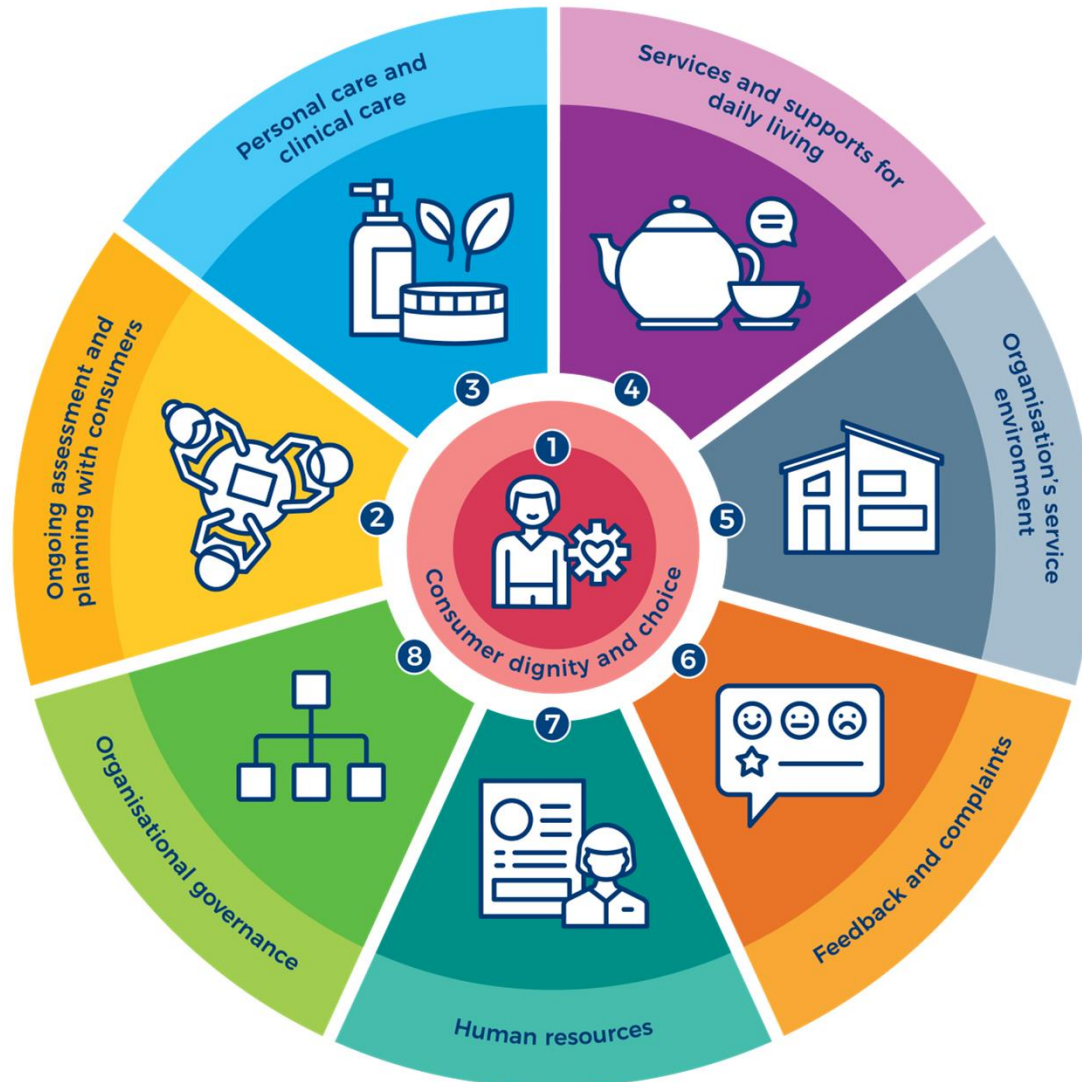 1
Consumer dignity and choice
2
Ongoing assessment and
planning with consumers
3
Personal care and
clinical care
4
Services and supports for
daily living
5
Organisation's service
environment
6
Feedback and complaints
7
Human resources
8
Organisational governance